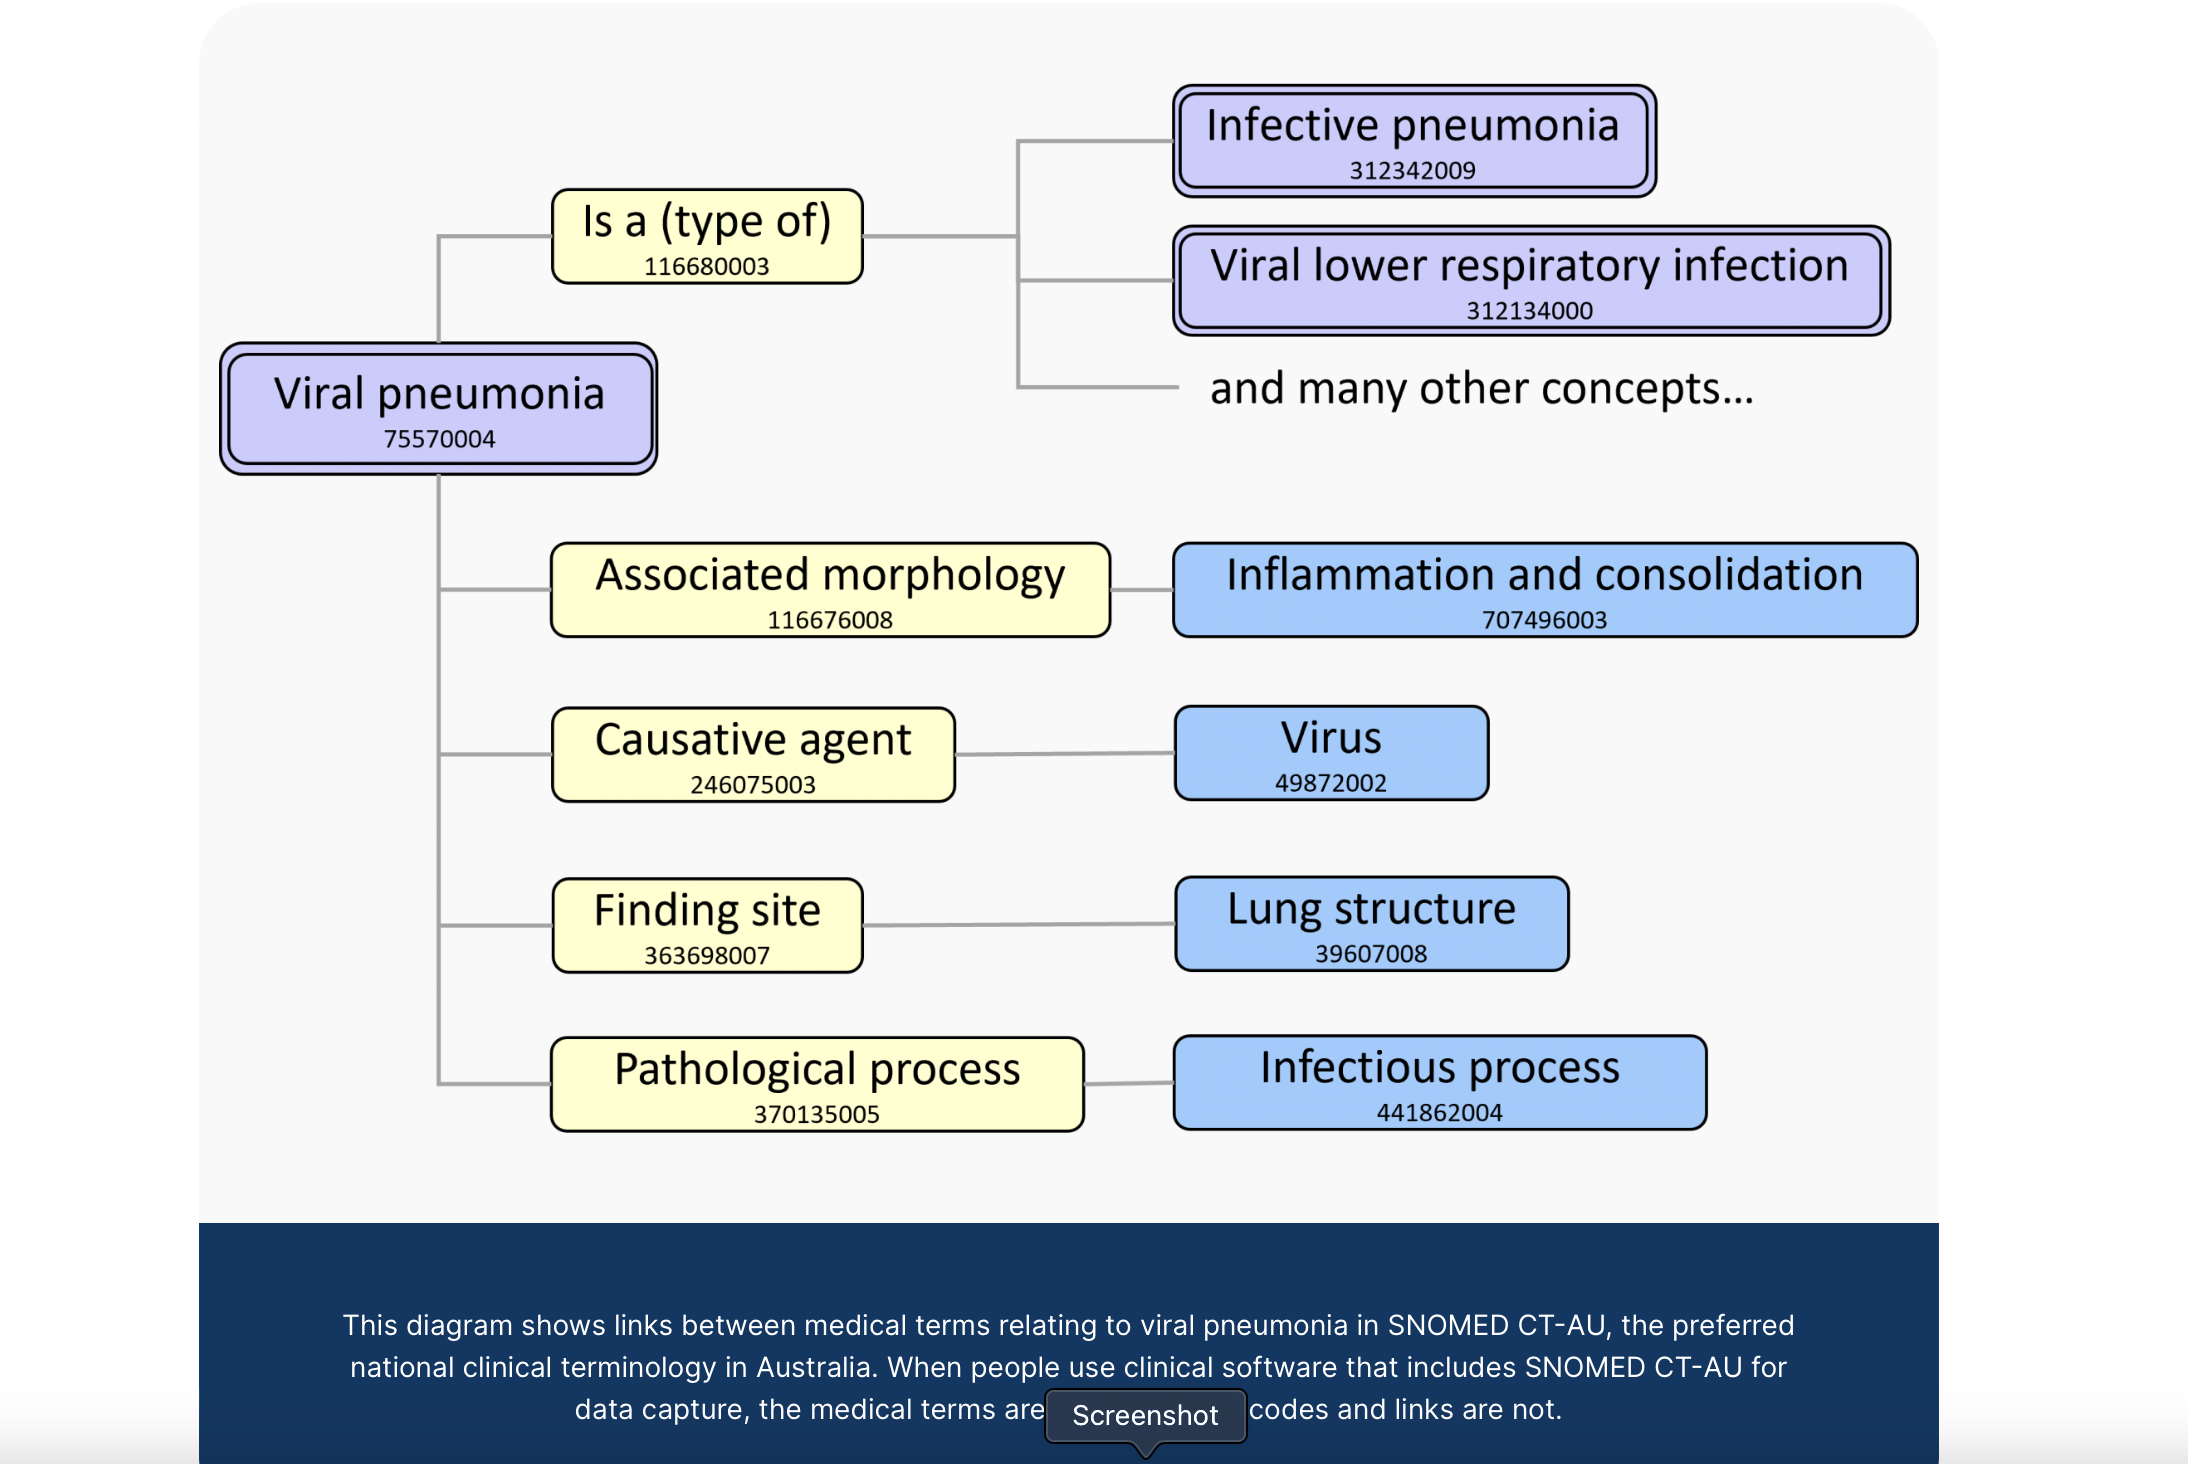 Infective pneumonia
312342009
Is a (type of)
116680003
Viral lower respiratory infection
312134000
and many other concepts...
Viral pneumonia
75570004
Associated morphology
116676008
Inflammation and consolidation
707496003
Causative agent
246075003
Virus
49872002
Finding site
363698007
Lung structure
39607008
Pathological process
370135005
Infectious process
441862004
This diagram shows links between medical terms relating to viral pneumonia in SNOMED CT-AU, the preferred
national clinical terminology in Australia. When people use clinical software that includes SNOMED CT-AU for
data capture, the medical terms are codes and links are not.
Screenshot